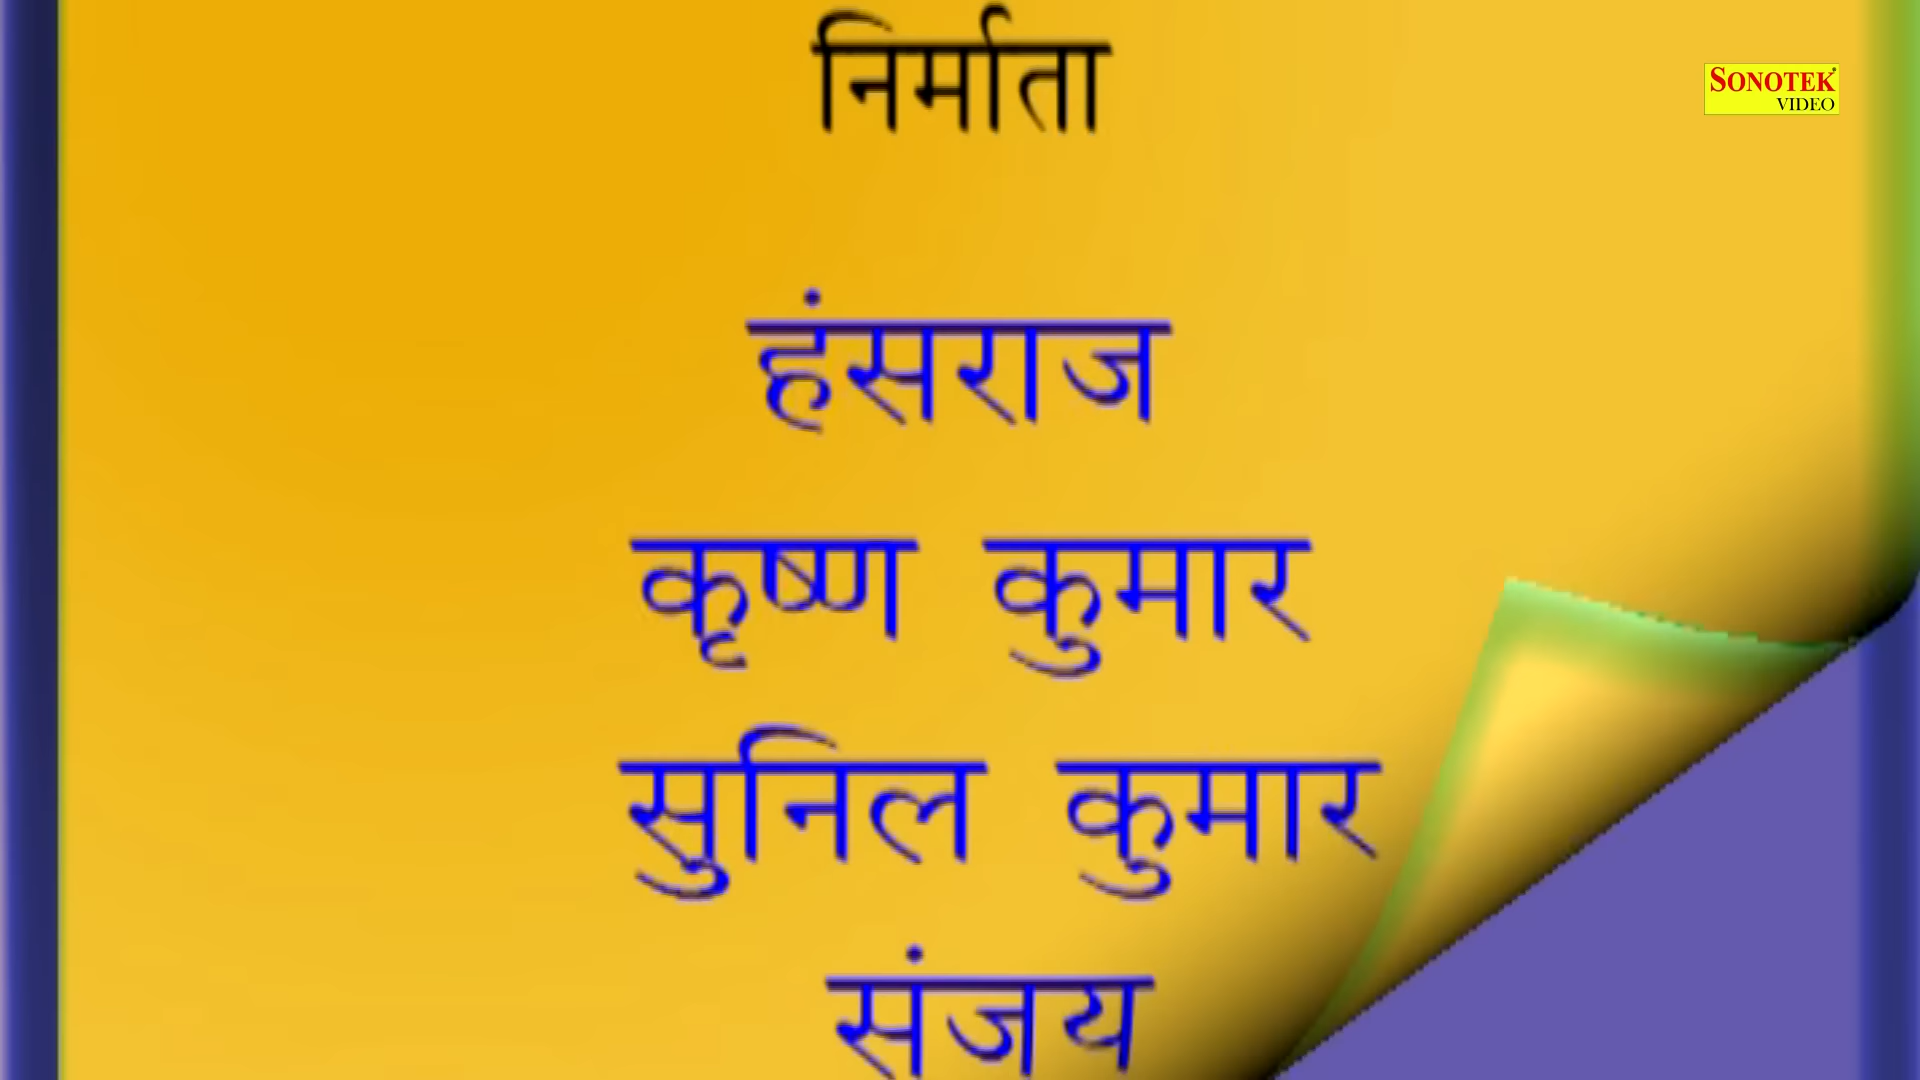 निर्माता
SONOTEK
VIDEO
हंसराज
कृष्ण कुमार
सुनिल कुमार
संजय